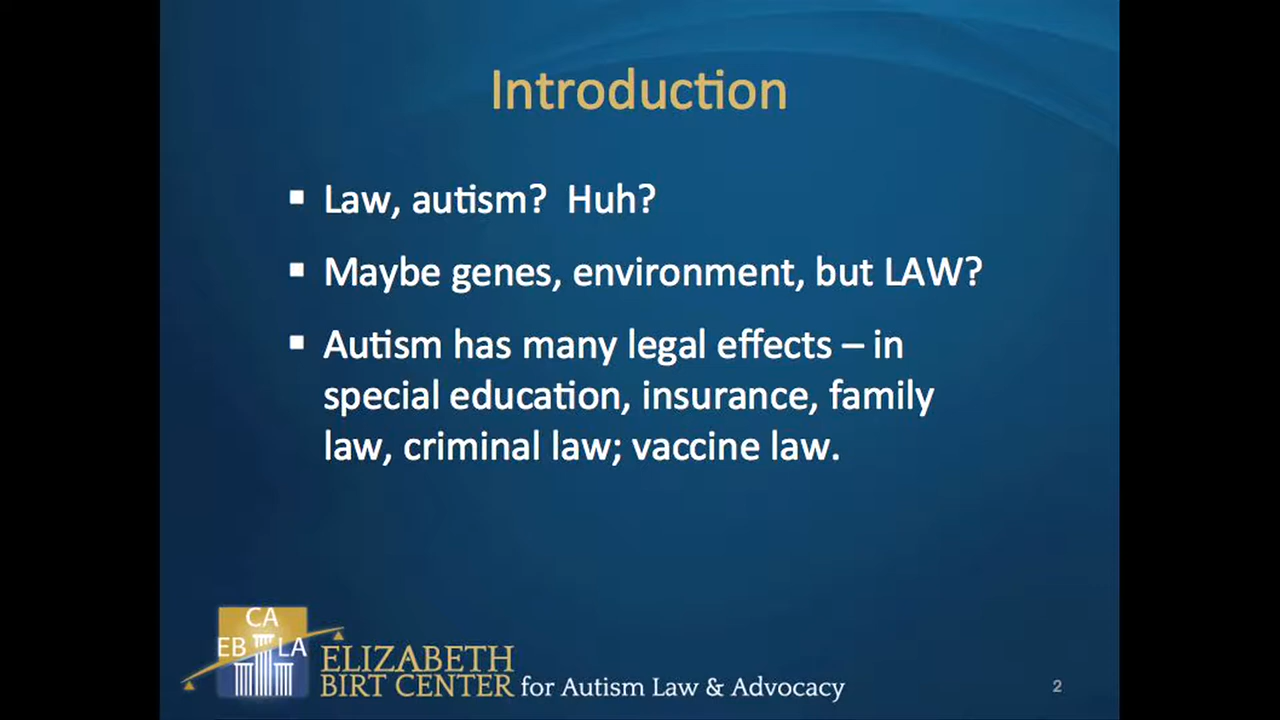 Introduction
▪ Law, autism?  Huh?
▪ Maybe genes, environment, but LAW?
▪ Autism has many legal effects – in
special education, insurance, family
law, criminal law; vaccine law.
CA
EB LA
ELIZABETH
BIRT CENTER for Autism Law & Advocacy
2